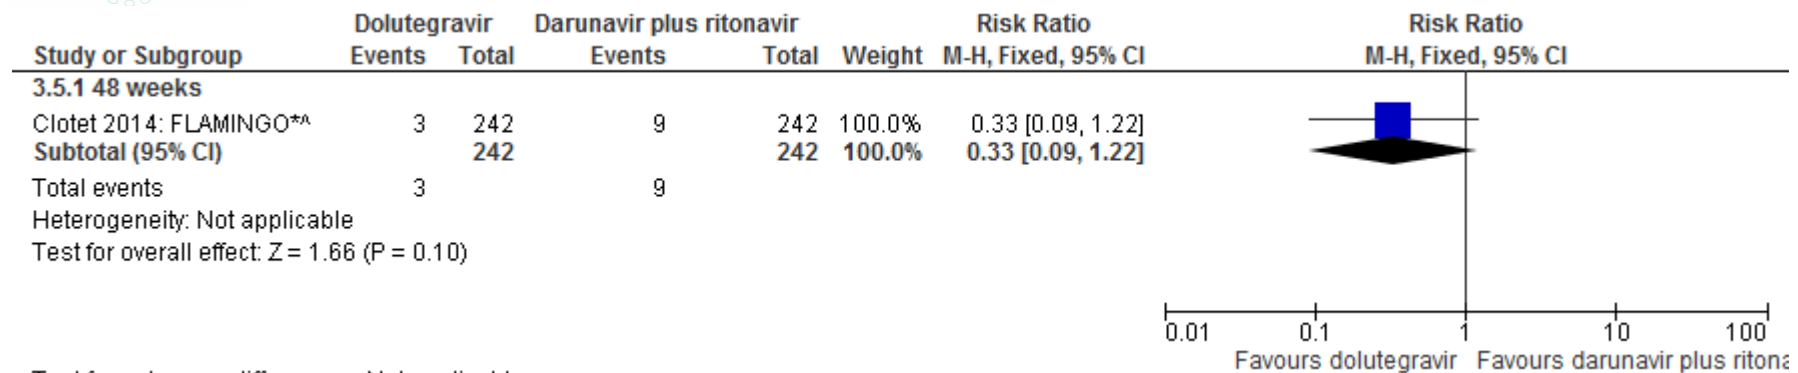 Dolutegravir Darunavir plus ritonavir Risk Ratio Risk Ratio
Study or Subgroup Events Total Events Total Weight M-H, Fixed, 95% CI M-H, Fixed, 95% CI
3.5.1 48 weeks
Clotet 2014: FLAMINGO*^ 3 242 9 242 100.0% 0.33 [0.09, 1.22]
Subtotal (95% CI) 242 242 100.0% 0.33 [0.09, 1.22]
Total events 3 9
Heterogeneity: Not applicable
Test for overall effect: Z = 1.66 (P = 0.10)
0.01 0.1 1 10 100
Favours dolutegravir Favours darunavir plus ritona